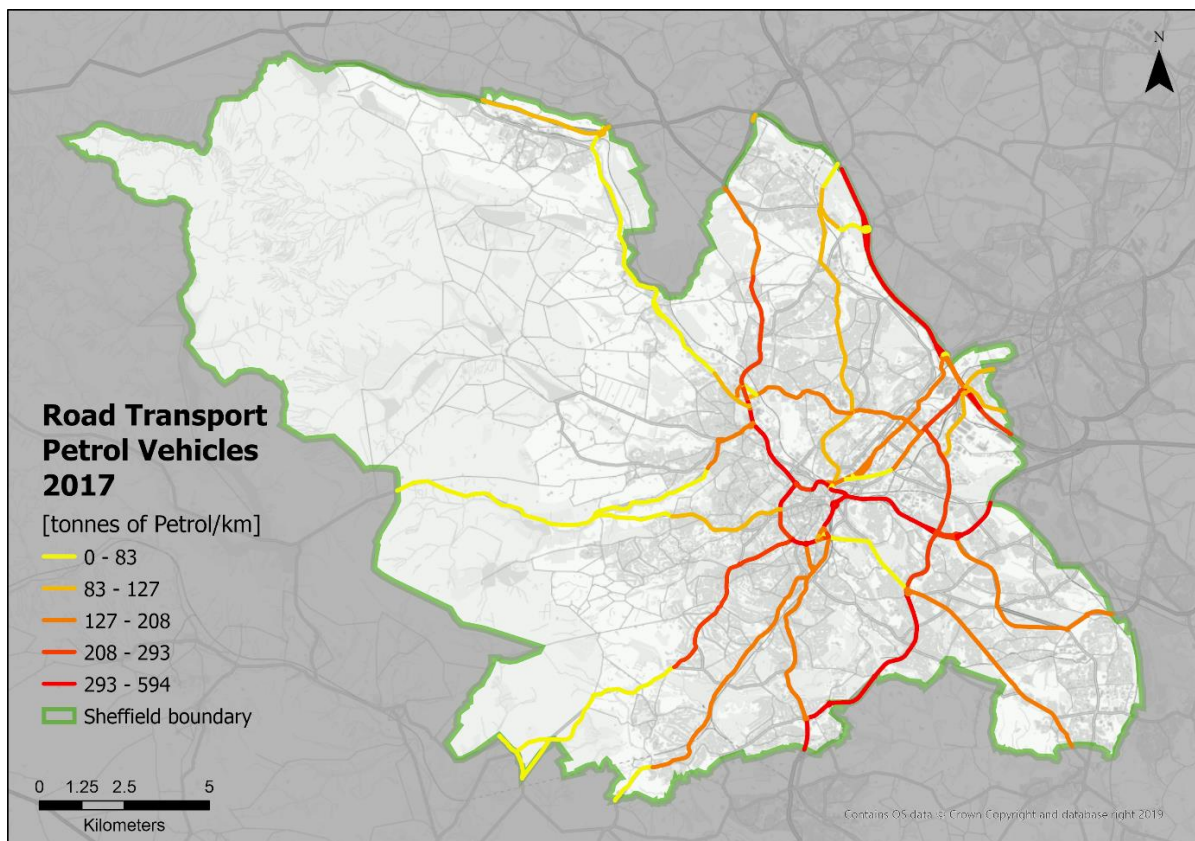 N
Road Transport
Petrol Vehicles
2017
[tonnes of Petrol/km]
0 - 83
83 - 127
127 - 208
208 - 293
293 - 594
Sheffield boundary
0 1.25 2.5 5
Kilometers
Contains OS data © Crown Copyright and database right 2019